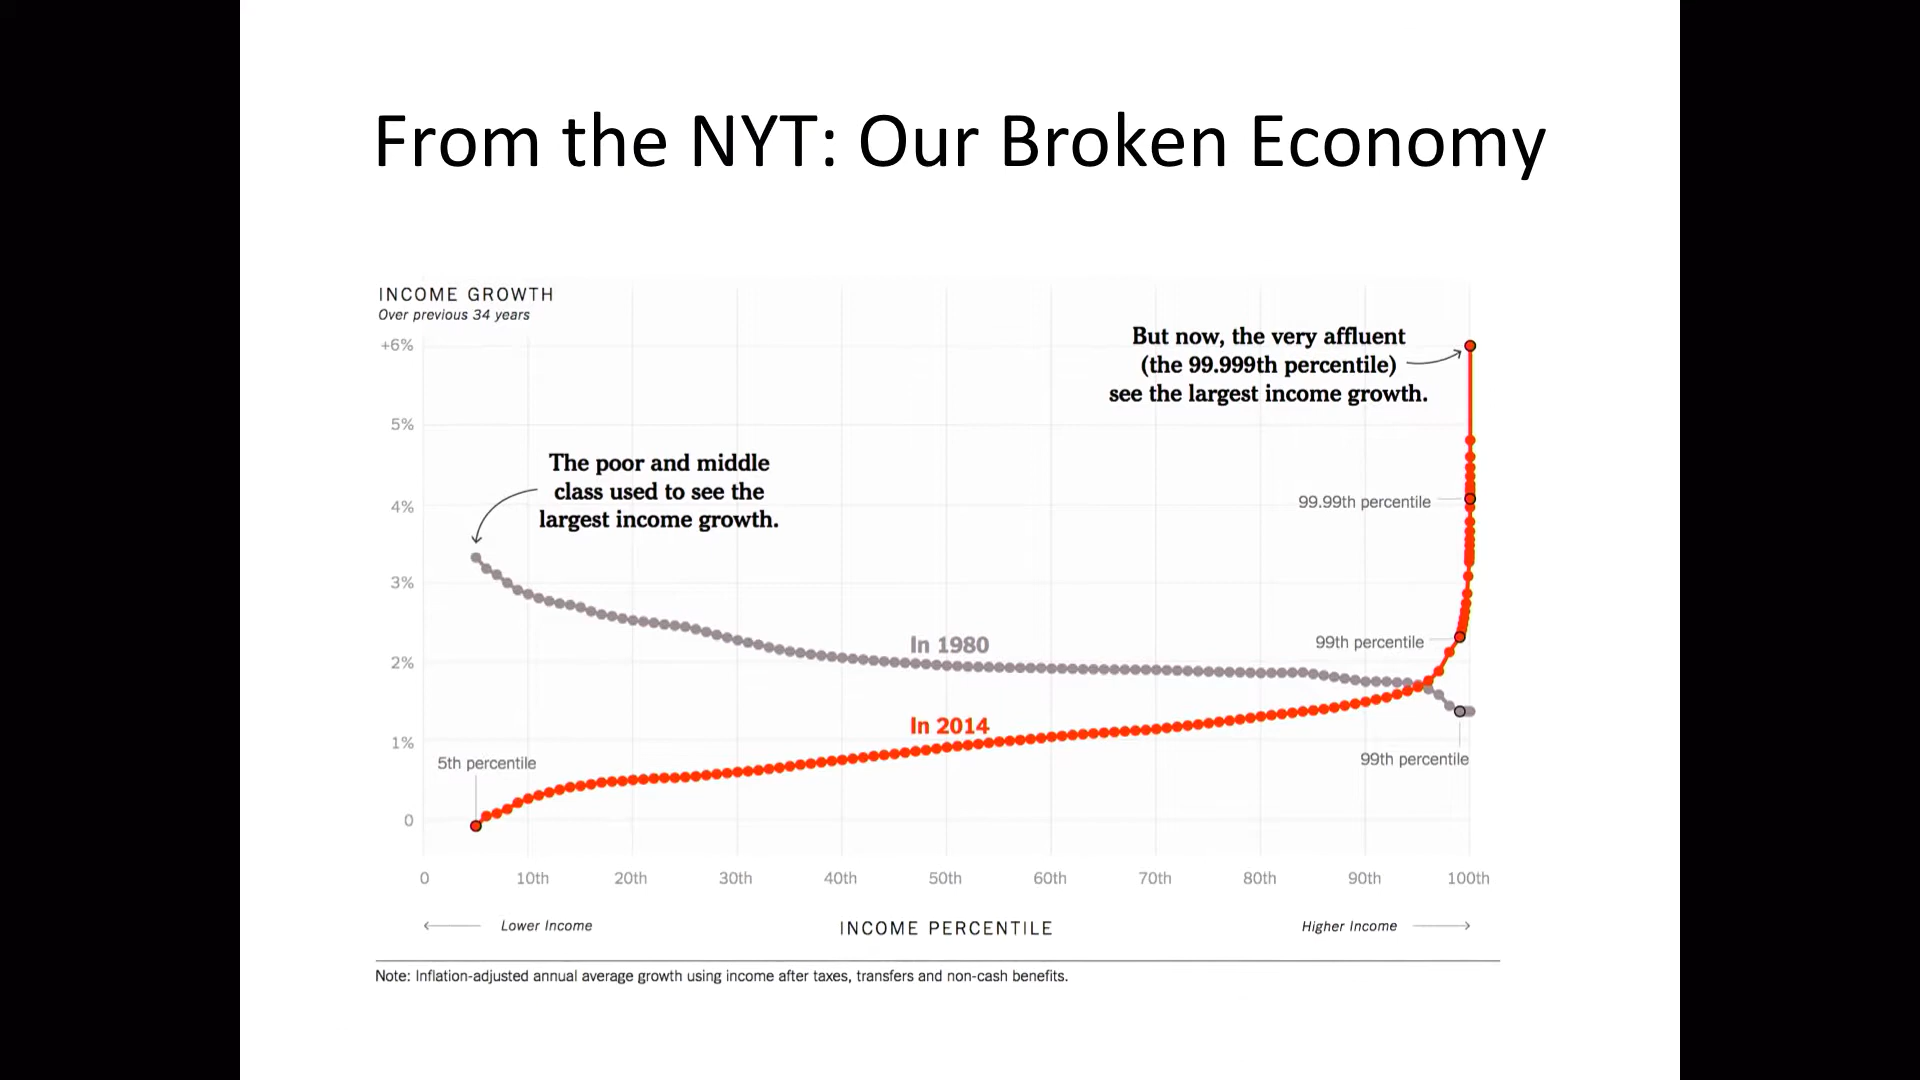 From the NYT: Our Broken Economy
INCOME GROWTH
Over previous 34 years
+6%
5%
4%
3%
2%
1%
0
But now, the very affluent
(the 99.999th percentile)
see the largest income growth.
The poor and middle
class used to see the
largest income growth.
99.99th percentile
99th percentile
In 1980
In 2014
99th percentile
5th percentile
0 10th 20th 30th 40th 50th 60th 70th 80th 90th 100th
Lower Income INCOME PERCENTILE Higher Income
Note: Inflation-adjusted annual average growth using income after taxes, transfers and non-cash benefits.